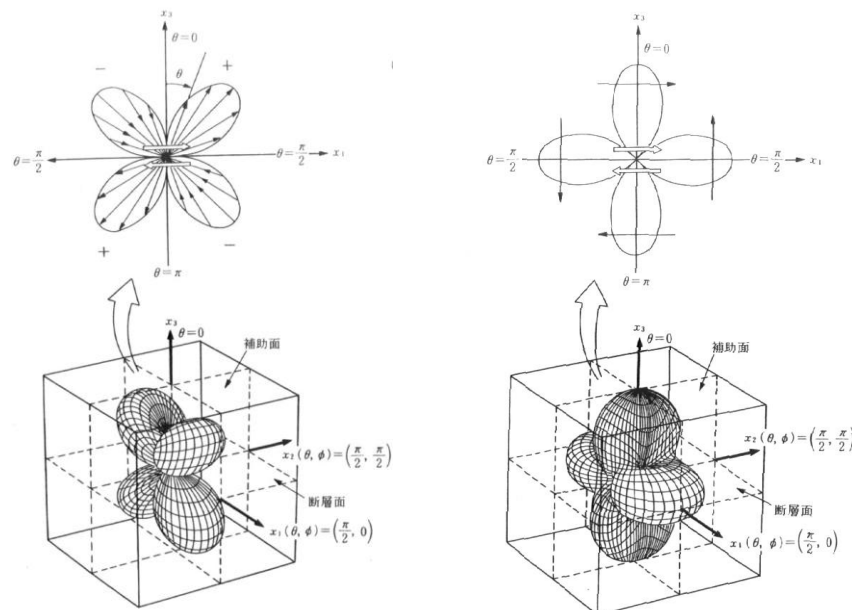 x₃
θ=0
θ
−
+
θ=π/2
θ=π/2
x₁
+
−
θ=π
x₃
θ=0
補助面
x₂(θ, ϕ)=(π/2, π/2)
断層面
x₁(θ, ϕ)=(π/2, 0)
x₃
θ=0
θ=π/2
θ=π/2
x₁
θ=π
x₃
θ=0
補助面
x₂(θ, ϕ)=(π/2, π/2)
断層面
x₁(θ, ϕ)=(π/2, 0)